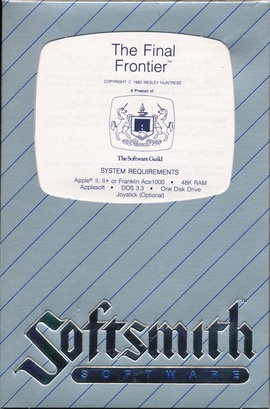 The Final
Frontier™
COPYRIGHT © 1982 WESLEY HUNTRESS
A Product of
The Software Guild
SYSTEM REQUIREMENTS
Apple® II, II+ or Franklin Ace1000 • 48K RAM
Applesoft • DOS 3.3 • One Disk Drive
Joystick (Optional)
Softsmith™
SOFTWARE